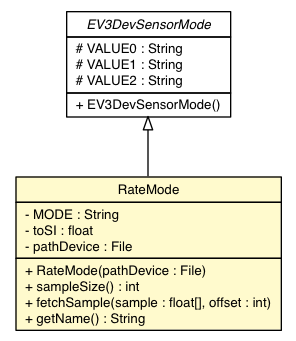 EV3DevSensorMode
# VALUE0 : String
# VALUE1 : String
# VALUE2 : String
+ EV3DevSensorMode()
RateMode
- MODE : String
- toSI : float
- pathDevice : File
+ RateMode(pathDevice : File)
+ sampleSize() : int
+ fetchSample(sample : float[], offset : int)
+ getName() : String